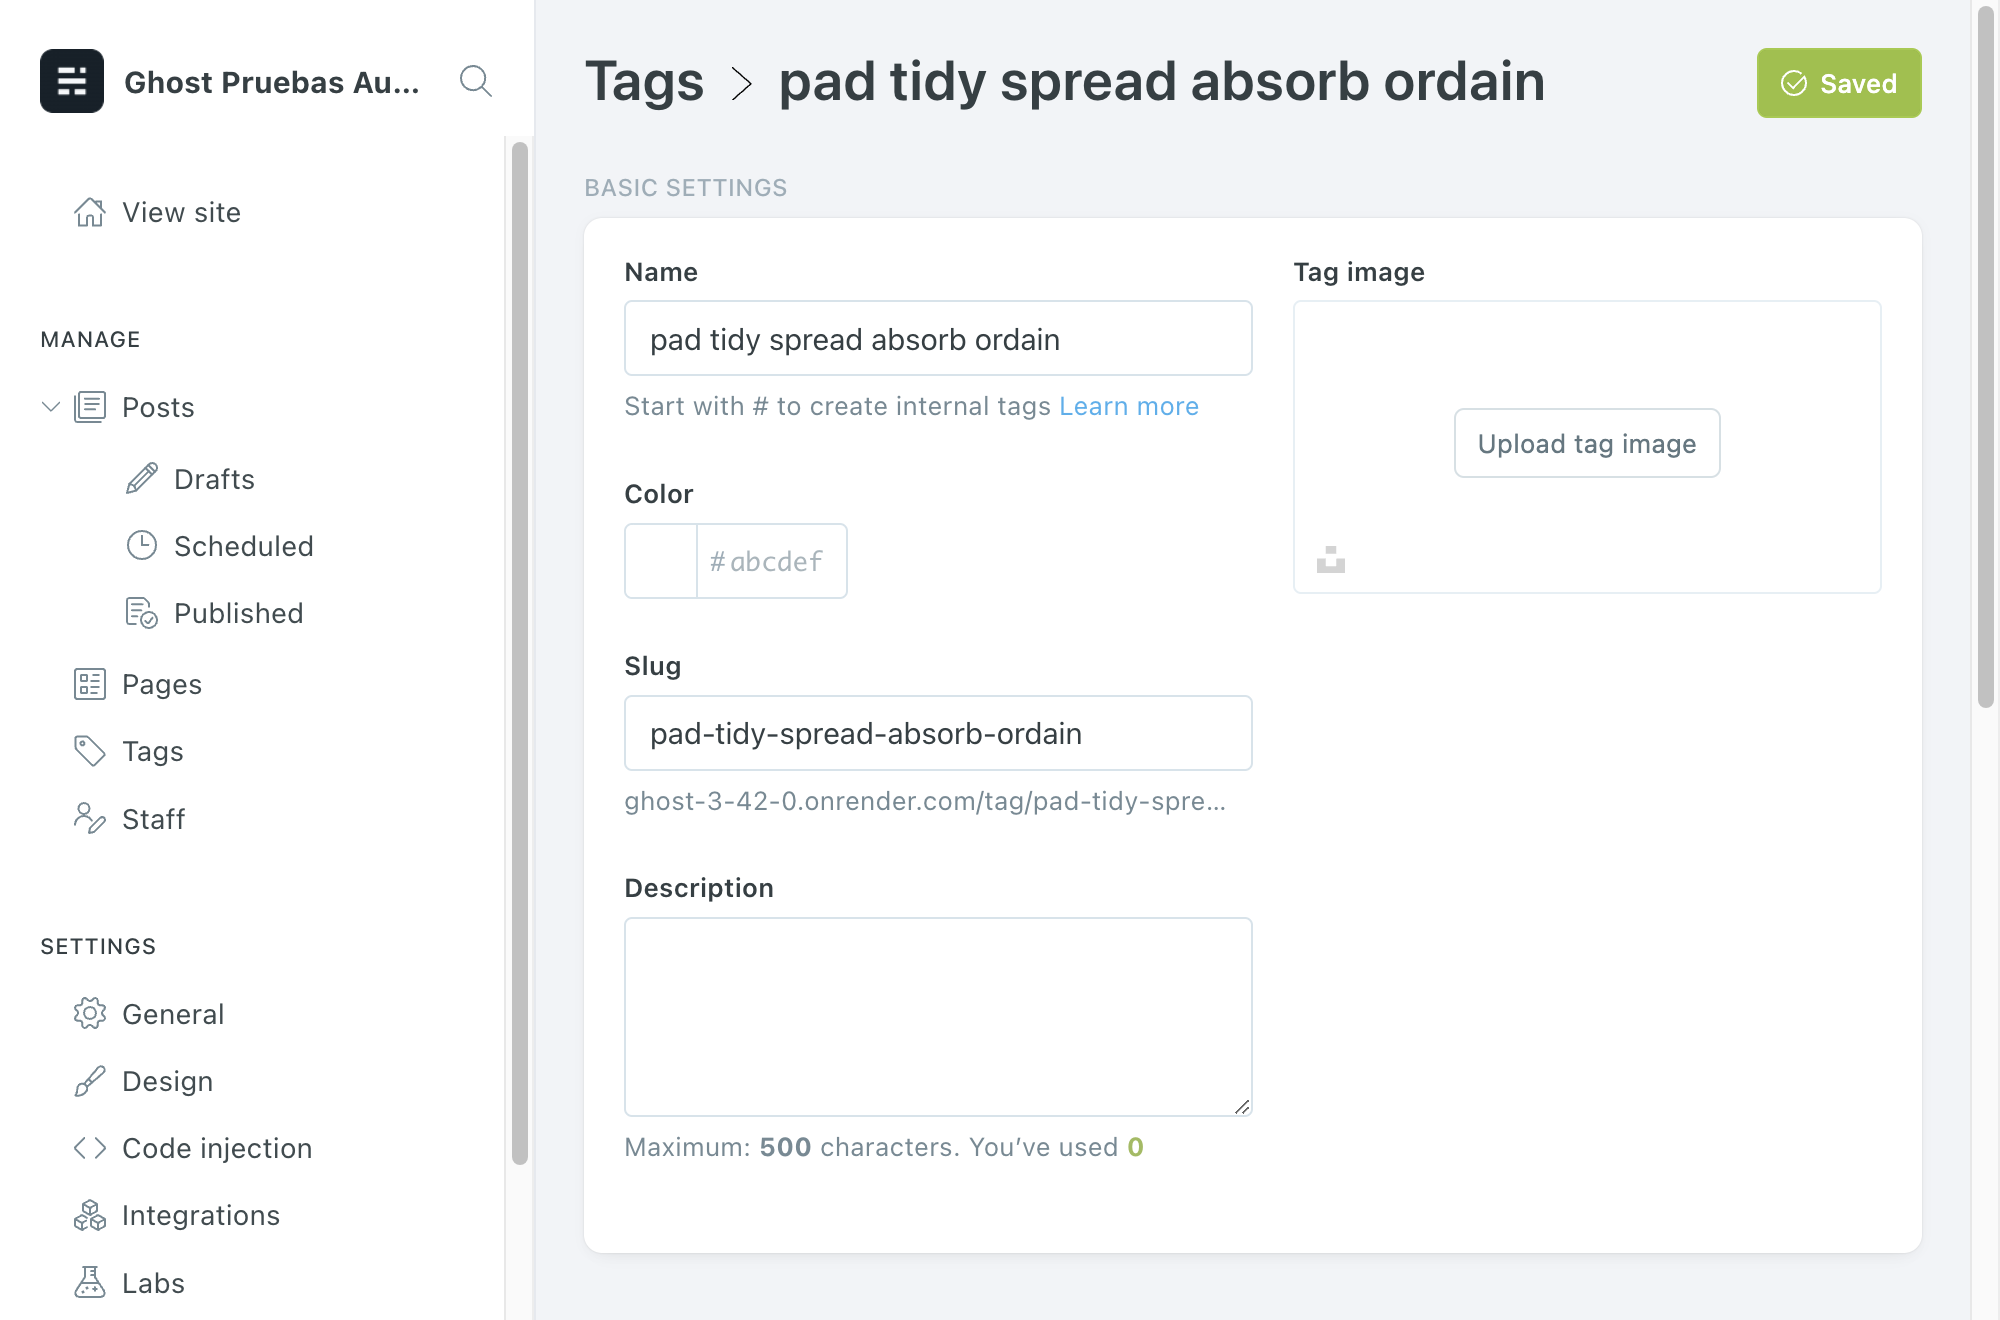 Ghost Pruebas Au...
View site
MANAGE
Posts
Drafts
Scheduled
Published
Pages
Tags
Staff
SETTINGS
General
Design
Code injection
Integrations
Labs
Tags > pad tidy spread absorb ordain
Saved
BASIC SETTINGS
Name
pad tidy spread absorb ordain
Start with # to create internal tags Learn more
Color
#abcdef
Slug
pad-tidy-spread-absorb-ordain
ghost-3-42-0.onrender.com/tag/pad-tidy-spre...
Description
Maximum: 500 characters. You’ve used 0
Tag image
Upload tag image